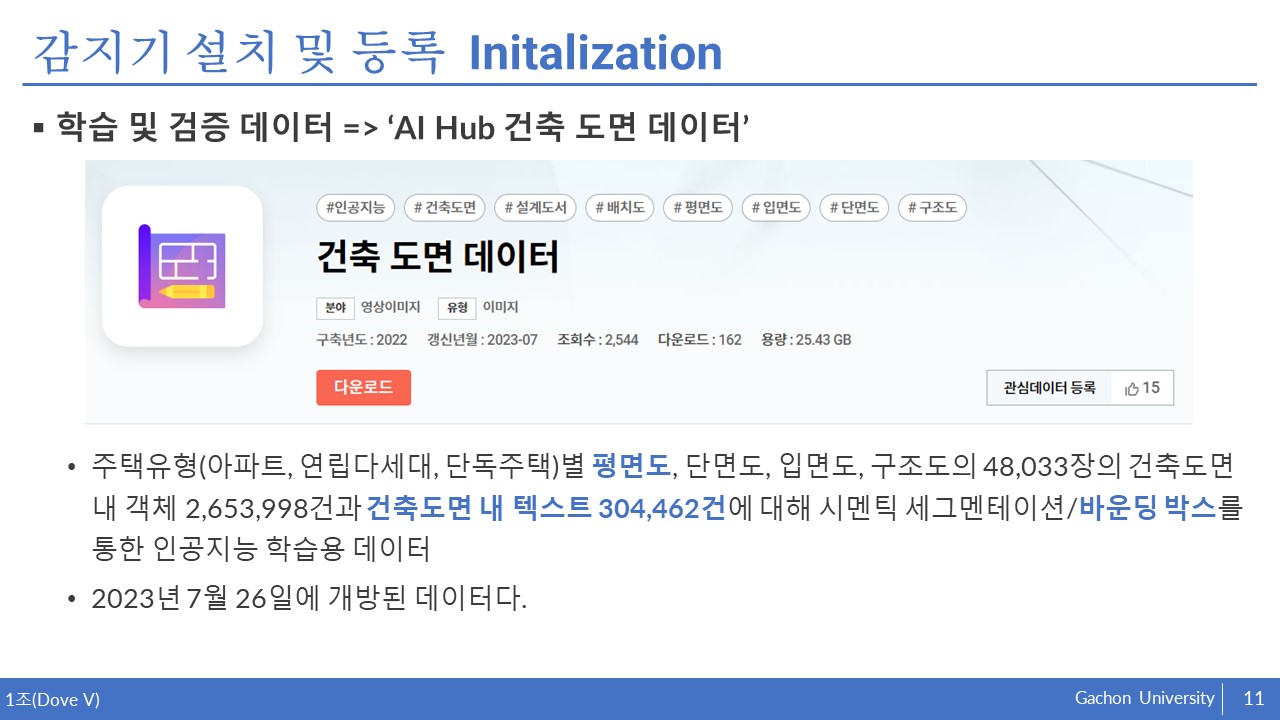 감지기 설치 및 등록 Initalization
▪ 학습 및 검증 데이터 => ‘AI Hub 건축 도면 데이터’
#인공지능 # 건축도면 # 설계도서 # 배치도 # 평면도 # 입면도 # 단면도 # 구조도
건축 도면 데이터
분야 영상이미지 유형 이미지
구축년도 : 2022 갱신년월 : 2023-07 조회수 : 2,544 다운로드 : 162 용량 : 25.43 GB
다운로드 관심데이터 등록 15
• 주택유형(아파트, 연립다세대, 단독주택)별 평면도, 단면도, 입면도, 구조도의 48,033장의 건축도면
내 객체 2,653,998건과 건축도면 내 텍스트 304,462건에 대해 시멘틱 세그멘테이션/바운딩 박스를
통한 인공지능 학습용 데이터
• 2023년 7월 26일에 개방된 데이터다.
1조(Dove V) Gachon University 11